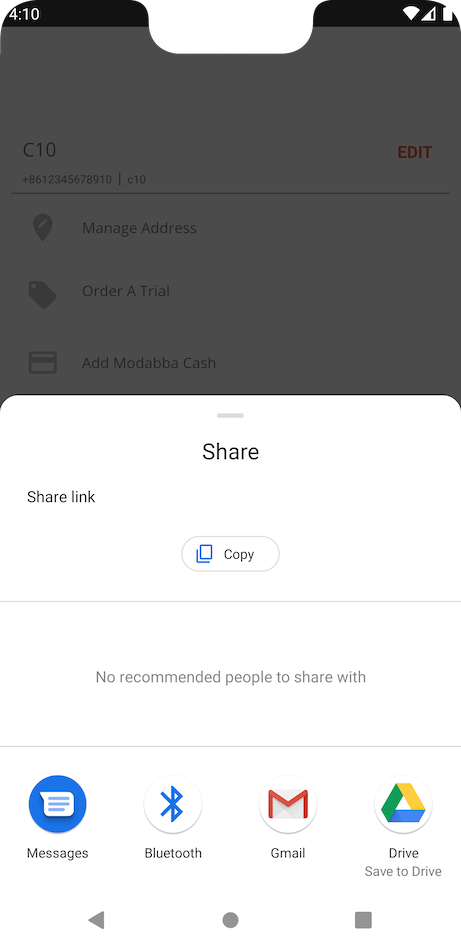 4:10
C10
EDIT
+8612345678910 | c10
Manage Address
Order A Trial
Add Modabba Cash
Share
Share link
Copy
No recommended people to share with
Messages
Bluetooth
Gmail
Drive
Save to Drive